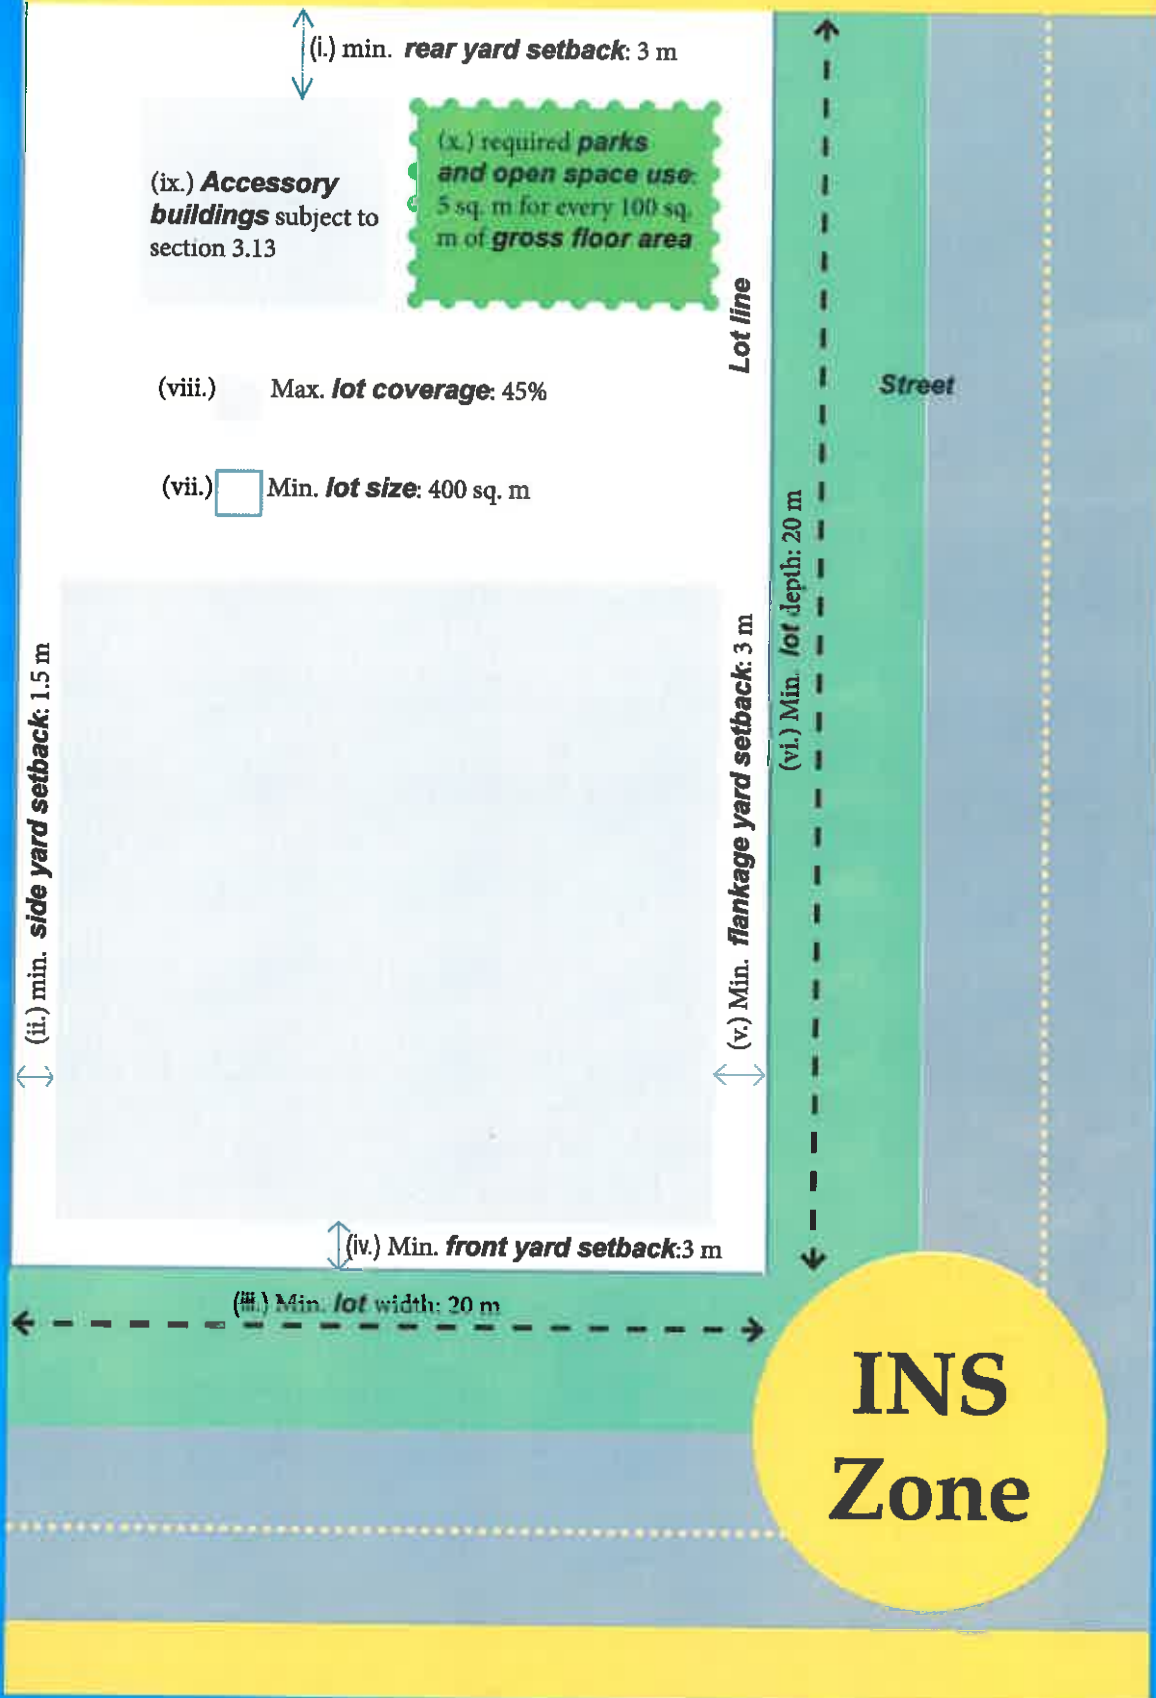 (i.) min. rear yard setback: 3 m
(ix.) Accessory
buildings subject to
section 3.13
(x.) required parks
and open space use:
5 sq. m for every 100 sq.
m of gross floor area
Lot line
(viii.) Max. lot coverage: 45%
Street
(vii.) Min. lot size: 400 sq. m
(vi.) Min. lot depth: 20 m
(ii.) min. side yard setback: 1.5 m
(v.) Min. flankage yard setback: 3 m
(iv.) Min. front yard setback:3 m
(iii.) Min. lot width: 20 m
INS
Zone